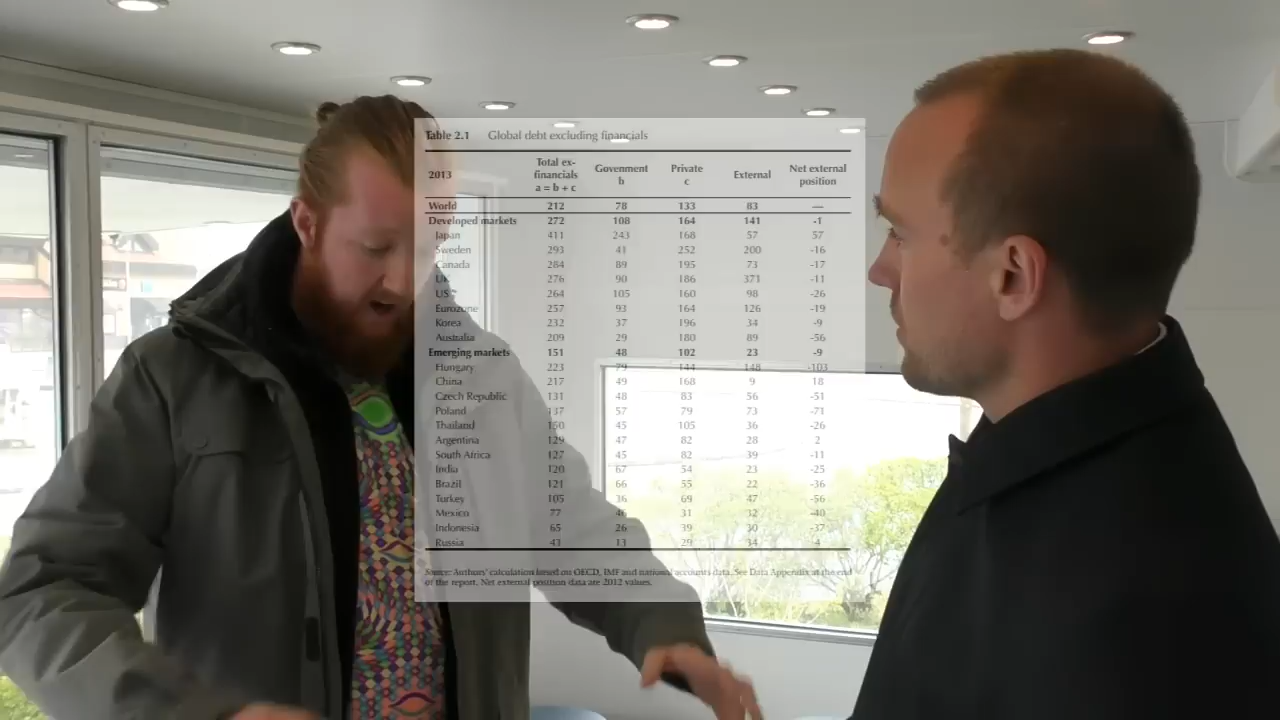 Table 2.1 Global debt excluding financials
2013 Total ex-financials a = b + c Govenment b Private c External Net external position
World 212 78 133 83 —
Developed markets 272 108 164 141 -1
Japan 411 243 168 57 57
Sweden 293 41 252 200 -16
Canada 284 89 195 73 -17
UK 276 90 186 371 -11
US 264 105 160 98 -26
Eurozone 257 93 164 126 -19
Korea 232 37 196 34 -9
Australia 209 29 180 89 -56
Emerging markets 151 48 102 23 -9
Hungary 223 79 144 148 -103
China 217 49 168 9 18
Czech Republic 131 48 83 56 -51
Poland 137 57 79 73 -71
Thailand 150 45 105 36 -26
Argentina 129 47 82 28 2
South Africa 127 45 82 39 -11
India 120 67 54 23 -25
Brazil 121 66 55 22 -36
Turkey 105 36 69 47 -56
Mexico 77 46 31 32 -40
Indonesia 65 26 39 30 -37
Russia 43 13 29 34 4
Source: Authors' calculation based on OECD, IMF and national accounts data. See Data Appendix at the end
of the report. Net external position data are 2012 values.